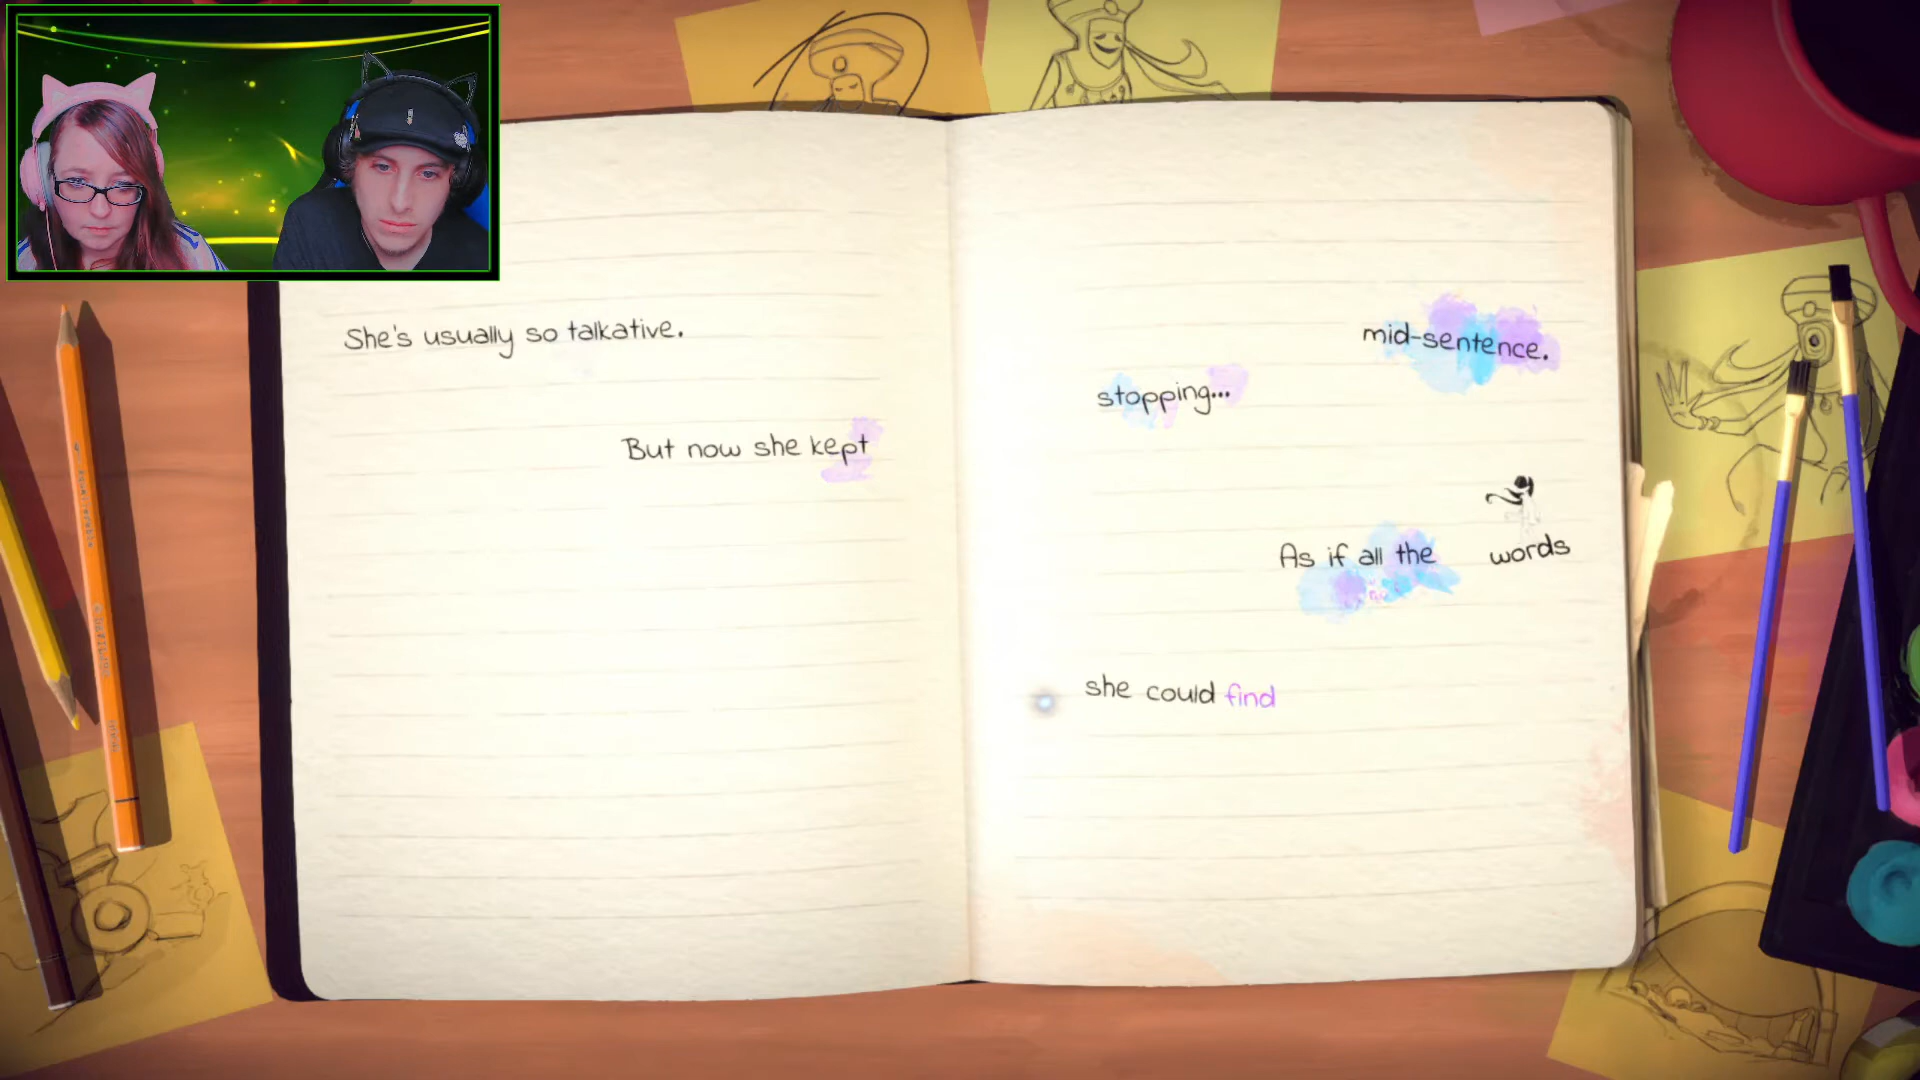 She's usually so talkative.
But now she kept
stopping...
mid-sentence.
As if all the words
she could find